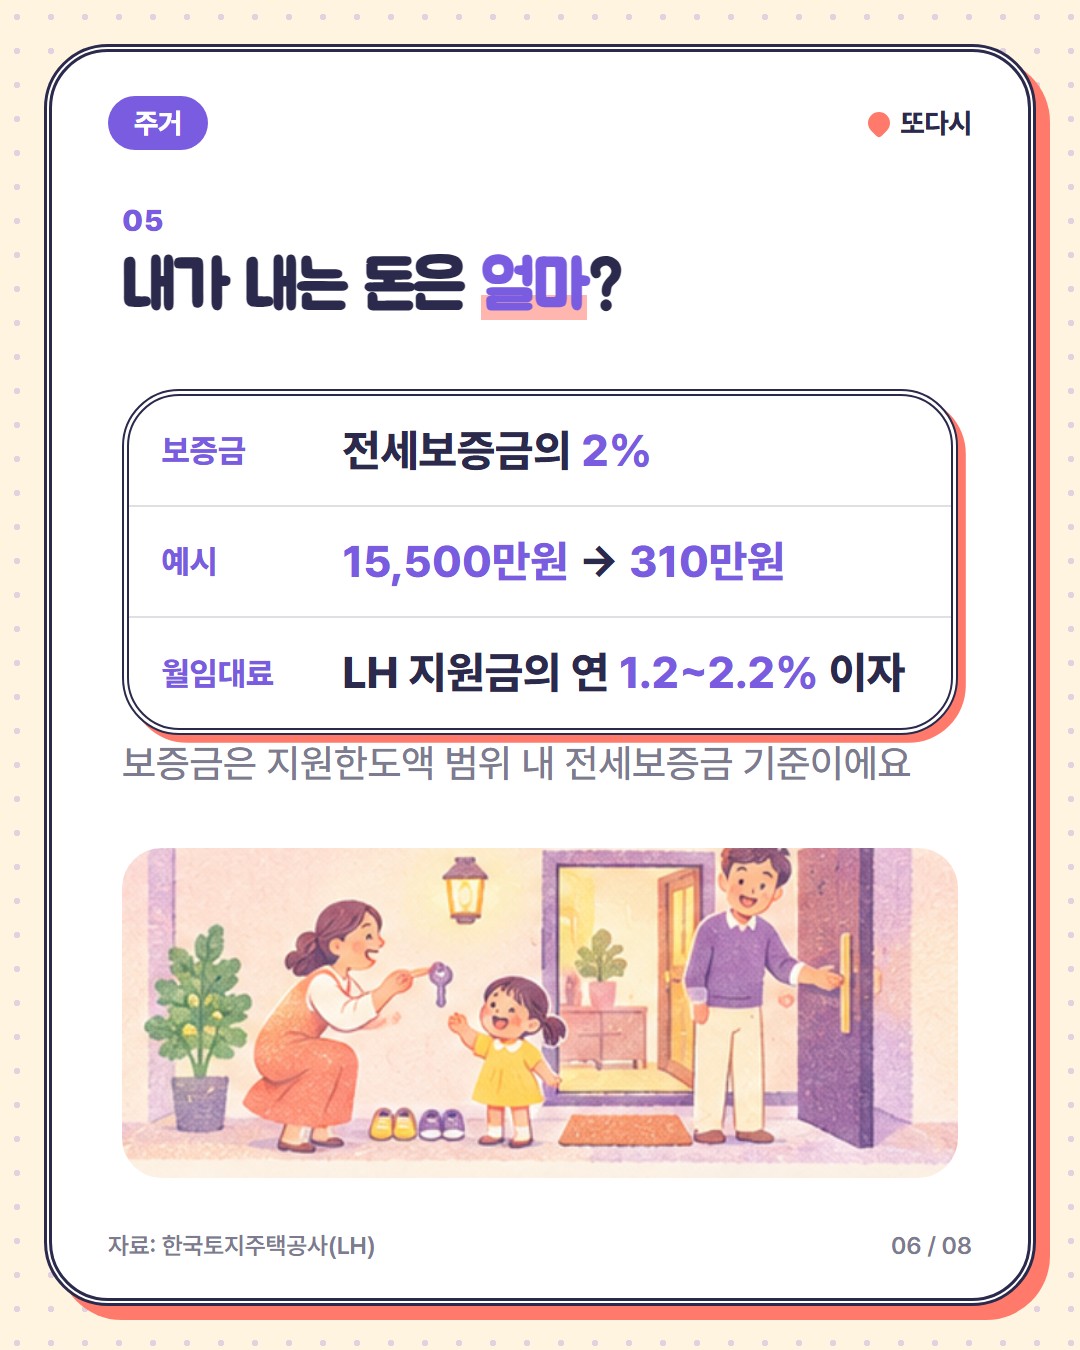 주거
또다시
05
내가 내는 돈은 얼마?
보증금 전세보증금의 2%
예시 15,500만원 → 310만원
월임대료 LH 지원금의 연 1.2~2.2% 이자
보증금은 지원한도액 범위 내 전세보증금 기준이에요
자료: 한국토지주택공사(LH)
06 / 08